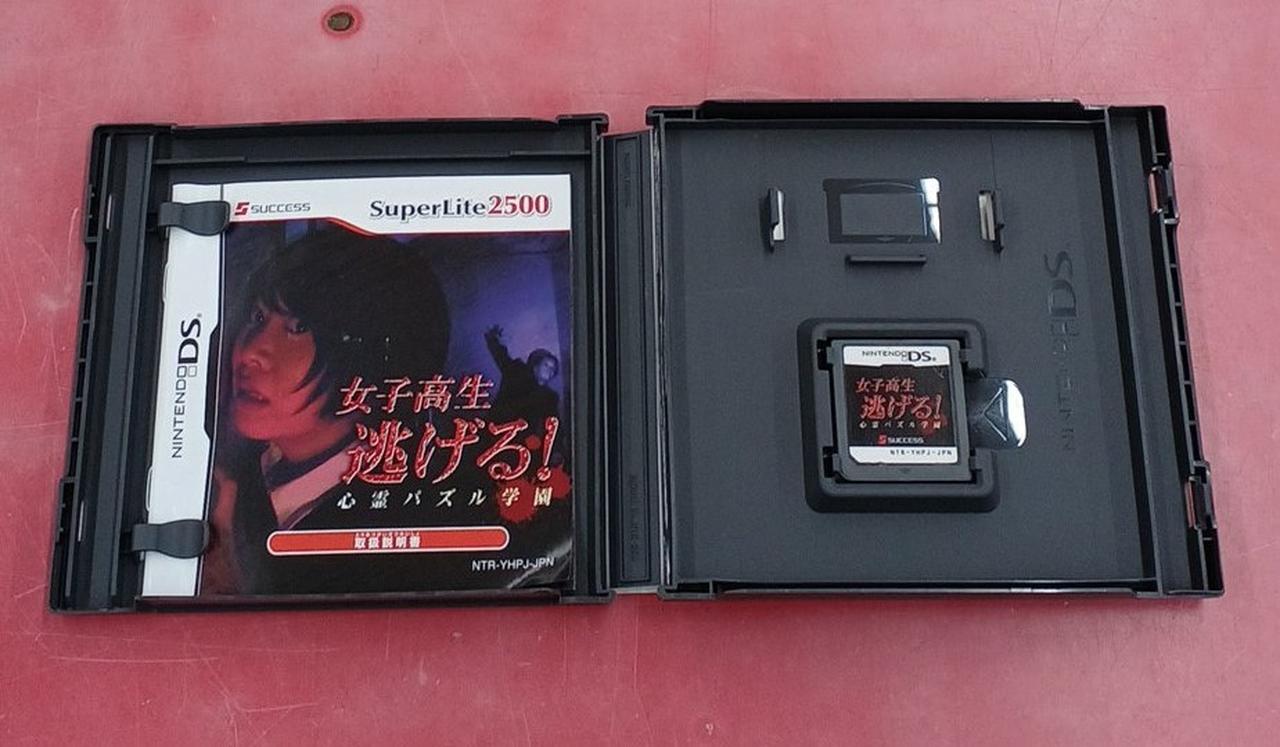 SUCCESS
SuperLite2500
NINTENDO DS®
女子高生
逃げる!
心霊パズル学園
取扱説明書
NTR-YHPJ-JPN
NINTENDO DS
NINTENDO DS®
女子高生
逃げる!
心霊パズル学園
SUCCESS
NTR-YHPJ-JPN